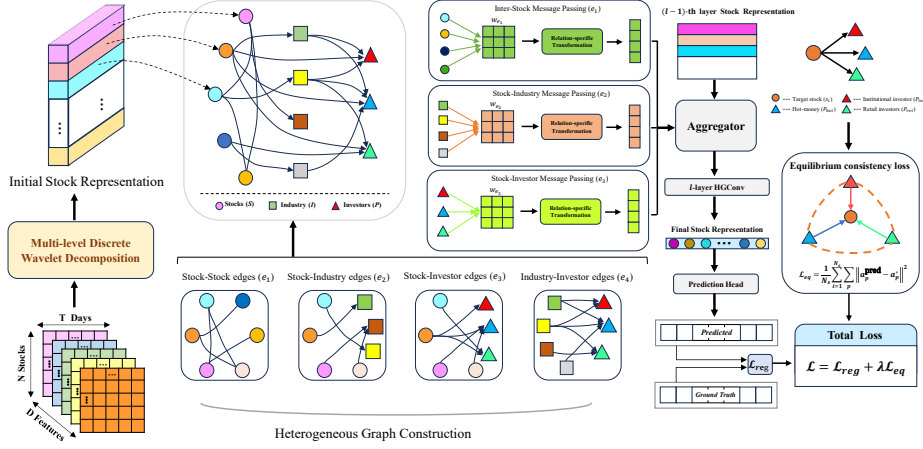 Initial Stock Representation
Multi-level Discrete
Wavelet Decomposition
T Days
N Stocks
D Features
Stocks (S)
Industry (I)
Investors (P)
Stock-Stock edges (e1)
Stock-Industry edges (e2)
Stock-Investor edges (e3)
Industry-Investor edges (e4)
Heterogeneous Graph Construction
Inter-Stock Message Passing (e1)
We1
Relation-specific
Transformation
Stock-Industry Message Passing (e2)
We2
Relation-specific
Transformation
Stock-Investor Message Passing (e3)
We3
Relation-specific
Transformation
(l − 1)-th layer Stock Representation
Aggregator
l-layer HGConv
Final Stock Representation
Prediction Head
Predicted
Ground Truth
ℒreg
Target stock
Institutional investor
Hot-money
Retail investors
Equilibrium consistency loss
Total Loss
ℒ = ℒreg + λℒeq